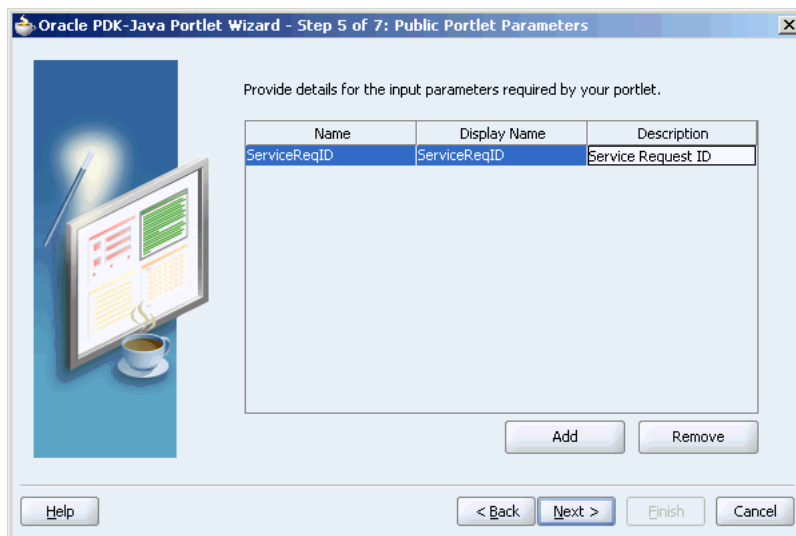 Oracle PDK-Java Portlet Wizard - Step 5 of 7: Public Portlet Parameters
Provide details for the input parameters required by your portlet.
Name Display Name Description
ServiceReqID ServiceReqID Service Request ID
Add Remove
Help < Back Next > Finish Cancel